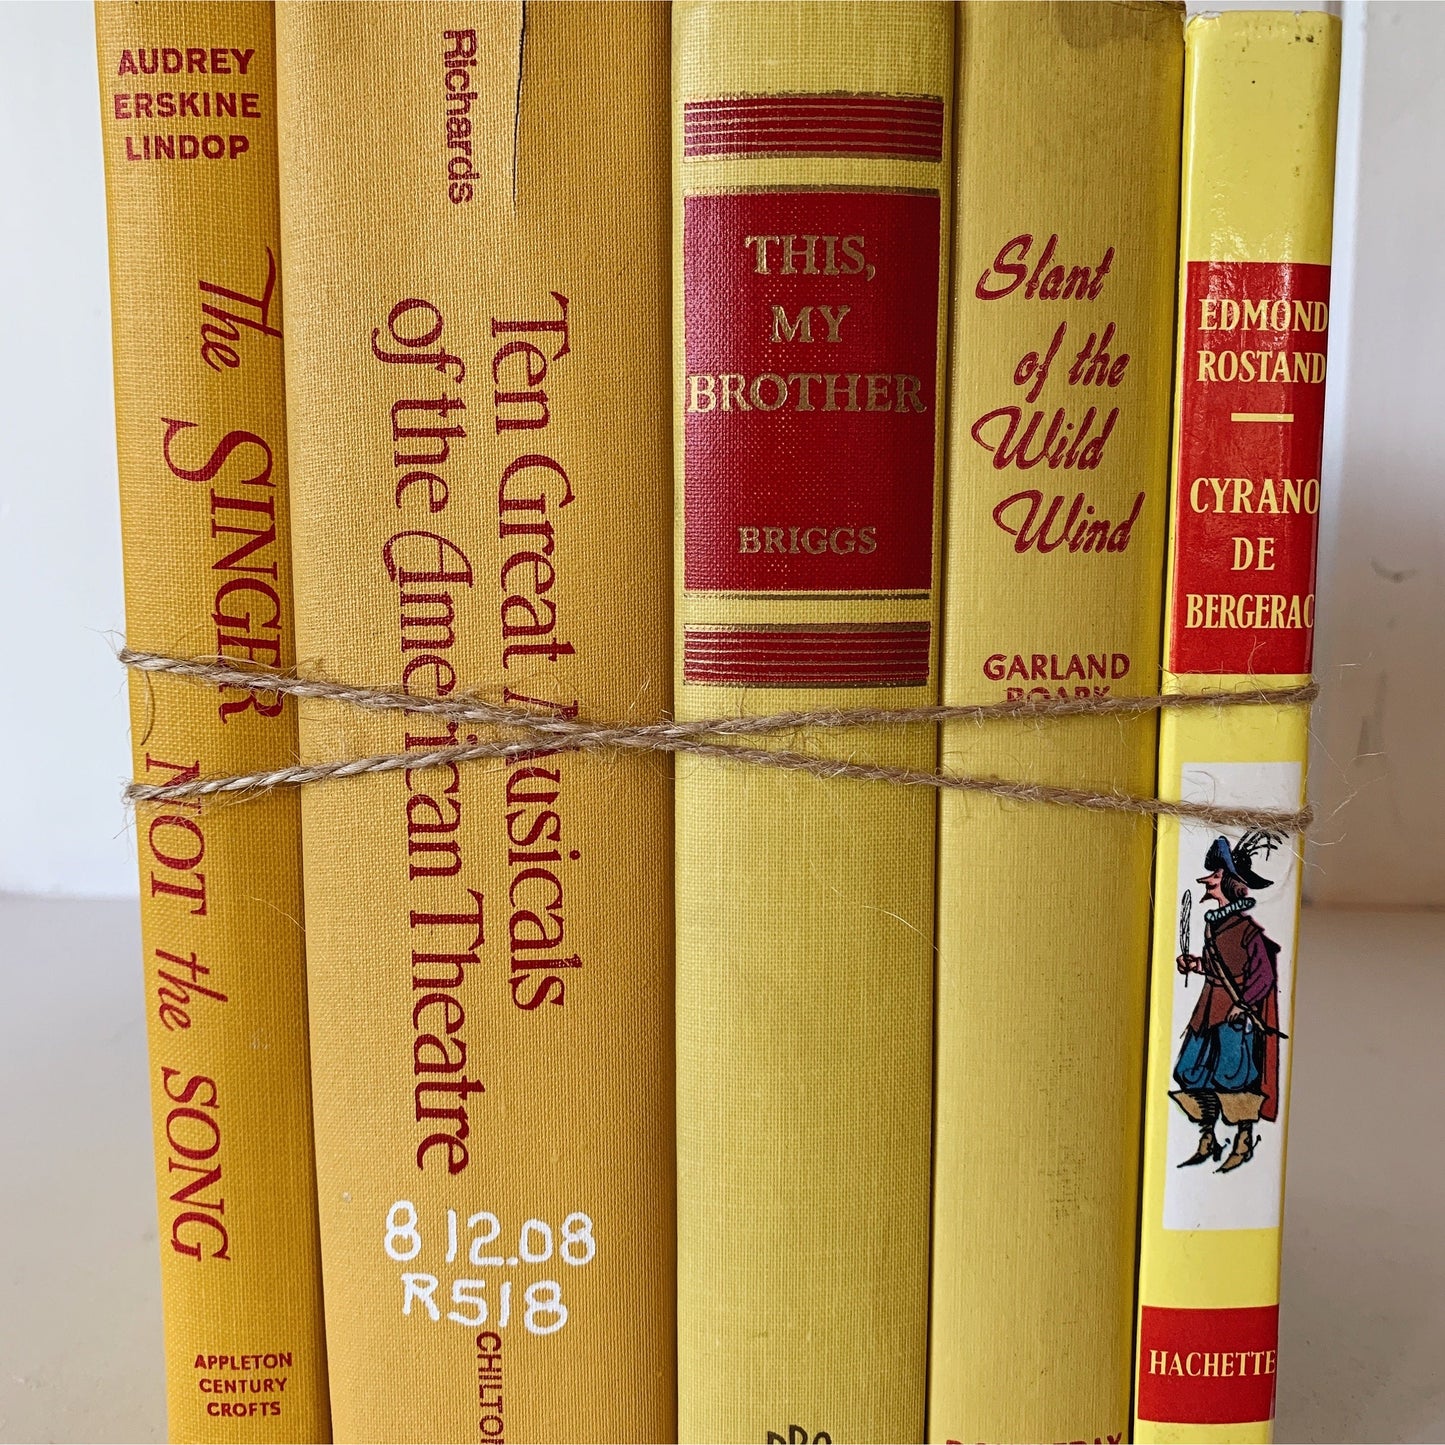 AUDREY
ERSKINE
LINDOP
The SINGER NOT the SONG
APPLETON
CENTURY
CROFTS
Richards
Ten Great Musicals
of the American Theatre
812.08
R518
CHILTON
THIS,
MY
BROTHER
BRIGGS
Slant
of the
Wild
Wind
GARLAND
ROARK
EDMOND
ROSTAND
CYRANO
DE
BERGERAC
HACHETTE